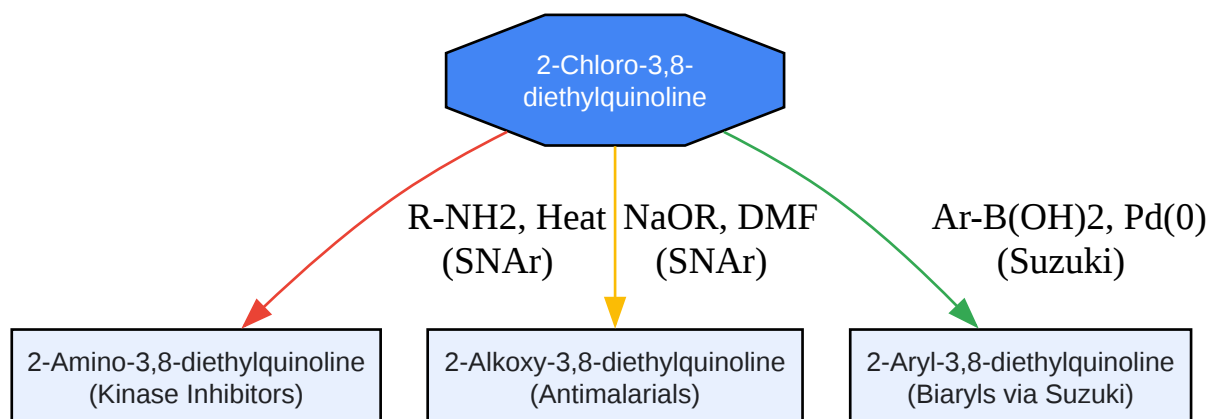 2-Chloro-3,8-
diethylquinoline
R-NH2, Heat
(SNAr)
NaOR, DMF
(SNAr)
Ar-B(OH)2, Pd(0)
(Suzuki)
2-Amino-3,8-diethylquinoline
(Kinase Inhibitors)
2-Alkoxy-3,8-diethylquinoline
(Antimalarials)
2-Aryl-3,8-diethylquinoline
(Biaryls via Suzuki)